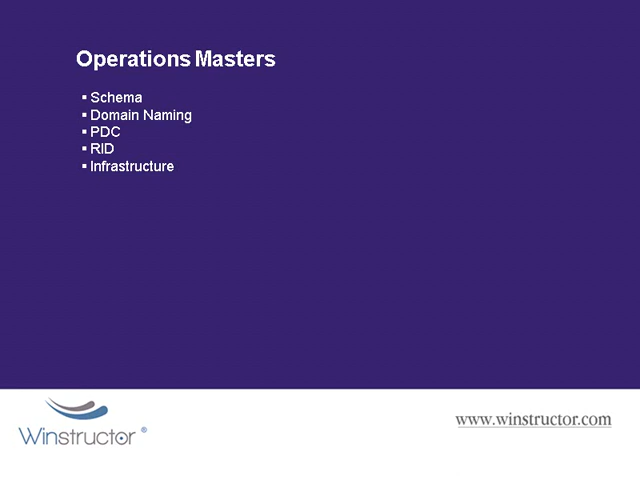 Operations Masters
▪ Schema
▪ Domain Naming
▪ PDC
▪ RID
▪ Infrastructure
Winstructor ®
www.winstructor.com